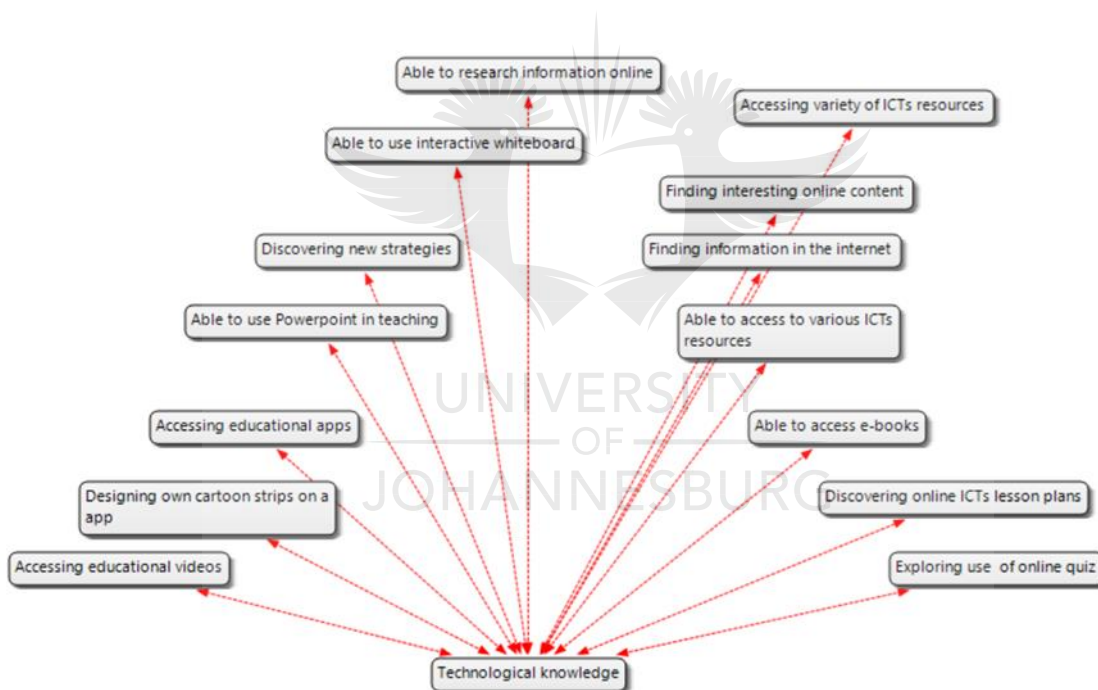 Able to research information online
Accessing variety of ICTs resources
Able to use interactive whiteboard
Finding interesting online content
Discovering new strategies
Finding information in the internet
Able to use Powerpoint in teaching
Able to access to various ICTs
resources
UNIVERSITY
OF
JOHANNESBURG
Accessing educational apps
Able to access e-books
Designing own cartoon strips on a
app
Discovering online ICTs lesson plans
Accessing educational videos
Exploring use of online quiz
Technological knowledge